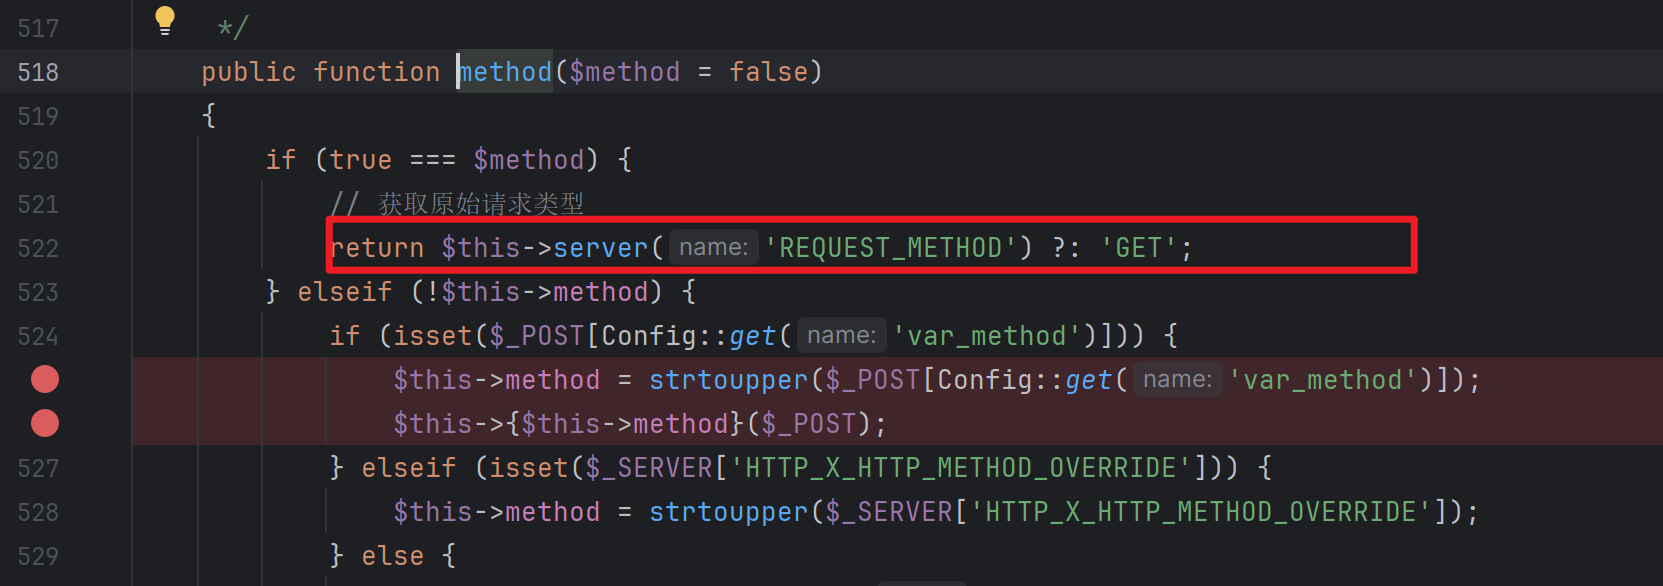 517 */
518 public function method($method = false)
519 {
520 if (true === $method) {
521 // 获取原始请求类型
522 return $this->server( name: 'REQUEST_METHOD') ?: 'GET';
523 } elseif (!$this->method) {
524 if (isset($_POST[Config::get( name: 'var_method')])) {
$this->method = strtoupper($_POST[Config::get( name: 'var_method')]);
$this->{$this->method}($_POST);
527 } elseif (isset($_SERVER['HTTP_X_HTTP_METHOD_OVERRIDE'])) {
528 $this->method = strtoupper($_SERVER['HTTP_X_HTTP_METHOD_OVERRIDE']);
529 } else {